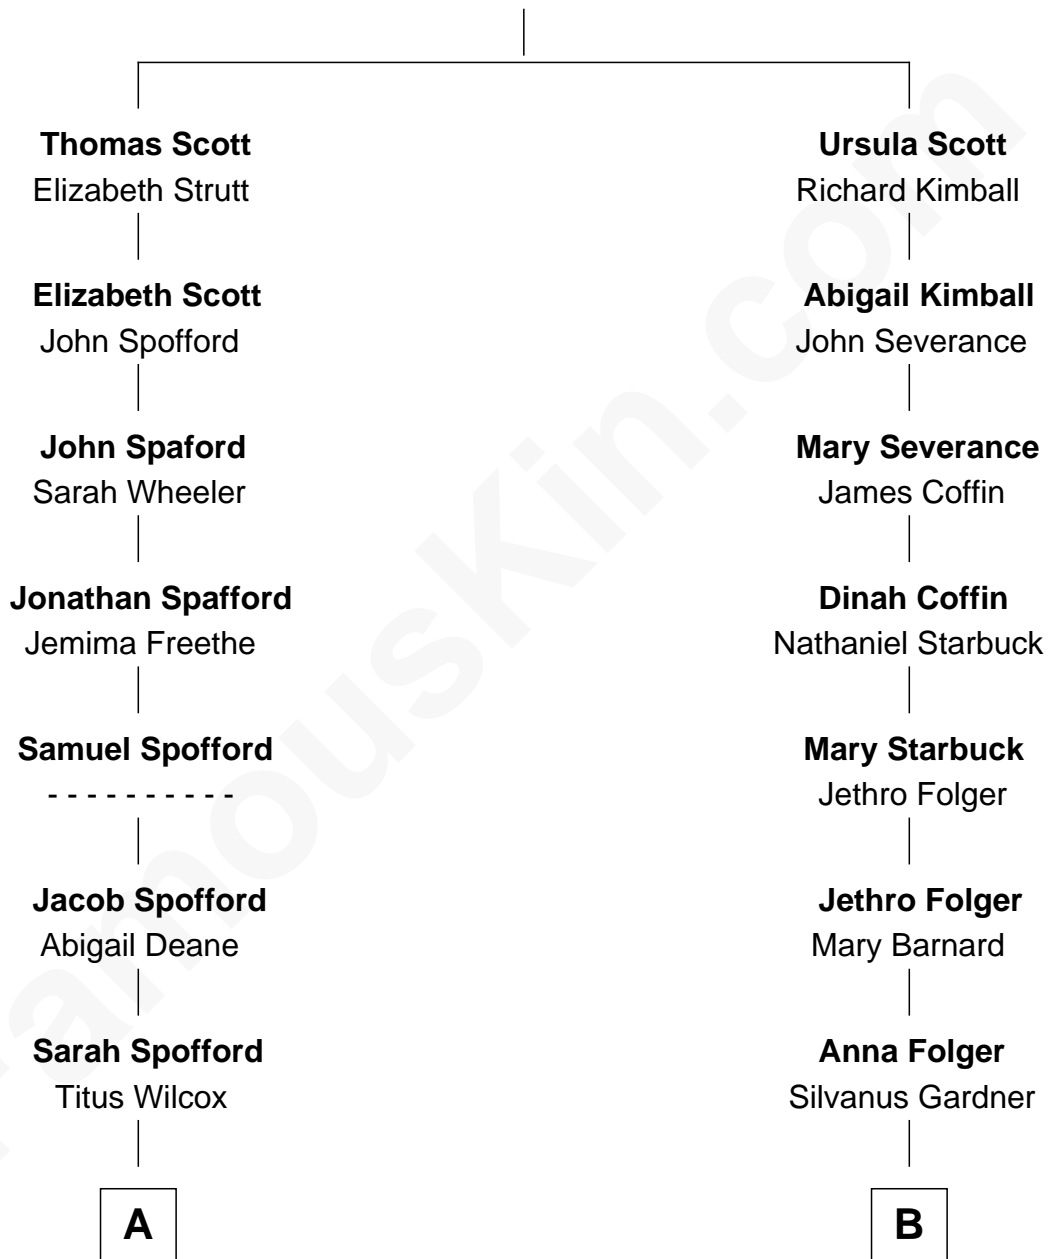 Thomas Scott
Elizabeth Strutt
Elizabeth Scott
John Spofford
John Spaford
Sarah Wheeler
Jonathan Spafford
Jemima Freethe
Samuel Spofford
- - - - - - - - - -
Jacob Spofford
Abigail Deane
Sarah Spofford
Titus Wilcox
A
Ursula Scott
Richard Kimball
Abigail Kimball
John Severance
Mary Severance
James Coffin
Dinah Coffin
Nathaniel Starbuck
Mary Starbuck
Jethro Folger
Jethro Folger
Mary Barnard
Anna Folger
Silvanus Gardner
B
FamousKin.com